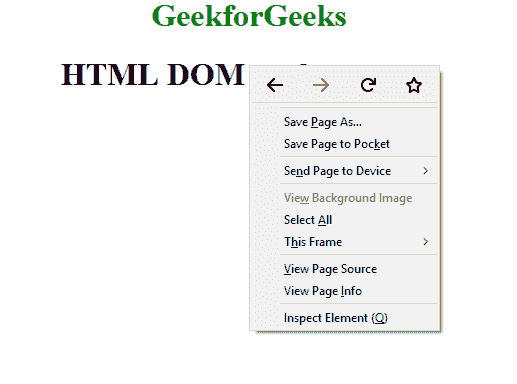 GeekforGeeks
HTML DOM
Save Page As...
Save Page to Pocket
Send Page to Device
View Background Image
Select All
This Frame
View Page Source
View Page Info
Inspect Element (Q)